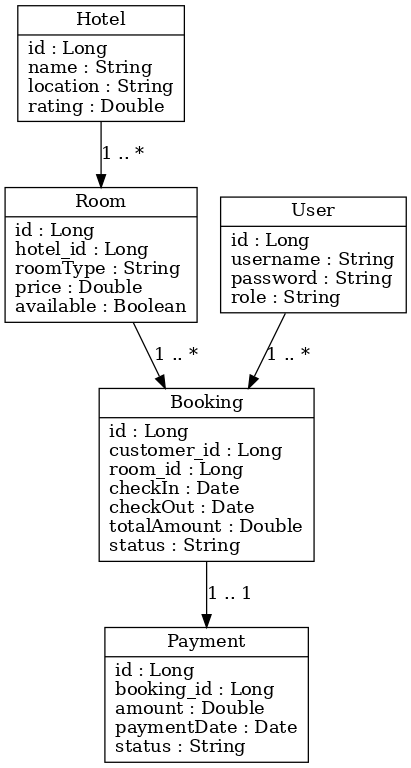 Hotel
id : Long
name : String
location : String
rating : Double
1 .. *
Room
id : Long
hotel_id : Long
roomType : String
price : Double
available : Boolean
User
id : Long
username : String
password : String
role : String
1 .. *
1 .. *
Booking
id : Long
customer_id : Long
room_id : Long
checkIn : Date
checkOut : Date
totalAmount : Double
status : String
1 .. 1
Payment
id : Long
booking_id : Long
amount : Double
paymentDate : Date
status : String